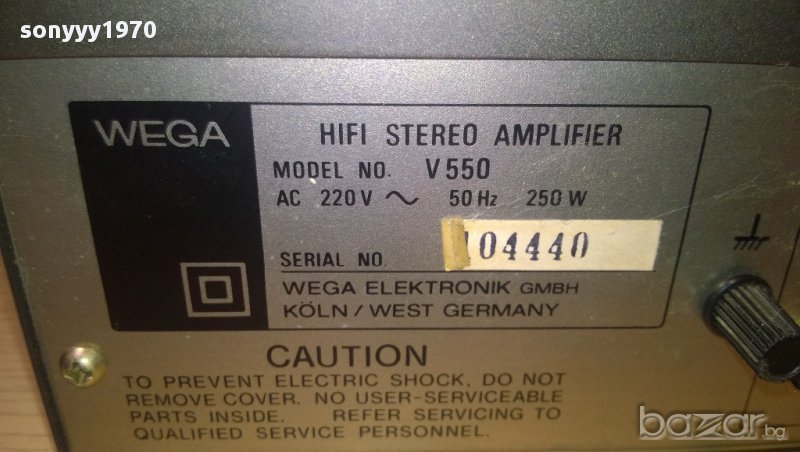 sonyyy1970
WEGA
HIFI STEREO AMPLIFIER
MODEL NO. V550
AC 220V ~ 50Hz 250 W
SERIAL NO. 104440
WEGA ELEKTRONIK GMBH
KÖLN / WEST GERMANY
CAUTION
TO PREVENT ELECTRIC SHOCK, DO NOT
REMOVE COVER. NO USER-SERVICEABLE
PARTS INSIDE. REFER SERVICING TO
QUALIFIED SERVICE PERSONNEL.
bazar.bg